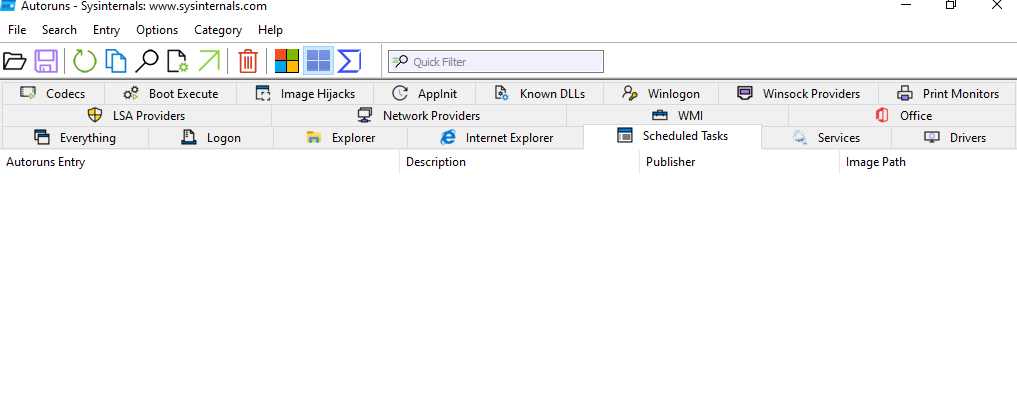 Autoruns - Sysinternals: www.sysinternals.com
File Search Entry Options Category Help
Quick Filter
Codecs Boot Execute Image Hijacks AppInit Known DLLs Winlogon Winsock Providers Print Monitors
LSA Providers Network Providers WMI Office
Everything Logon Explorer Internet Explorer Scheduled Tasks Services Drivers
Autoruns Entry Description Publisher Image Path